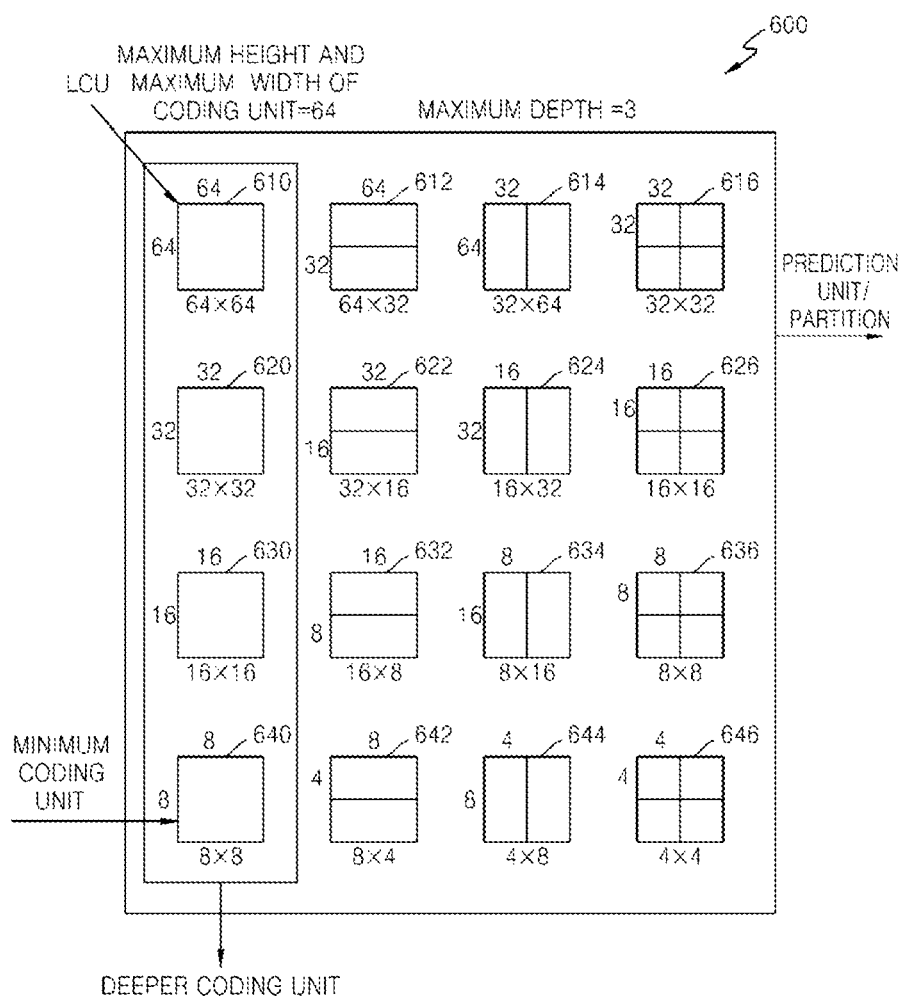 600
MAXIMUM HEIGHT AND
LCU MAXIMUM WIDTH OF
CODING UNIT=64
MAXIMUM DEPTH =3
64 610 64 612 32 614 32 616
64 32 64 32
64×64 64×32 32×64 32×32
PREDICTION
UNIT/
PARTITION
32 620 32 622 16 624 16 626
32 16 32 16
32×32 32×16 16×32 16×16
16 630 16 632 8 634 8 636
16 8 16 8
16×16 16×8 8×16 8×8
MINIMUM
CODING
UNIT
8 640 8 642 4 644 4 646
8 4 8 4
8×8 8×4 4×8 4×4
DEEPER CODING UNIT